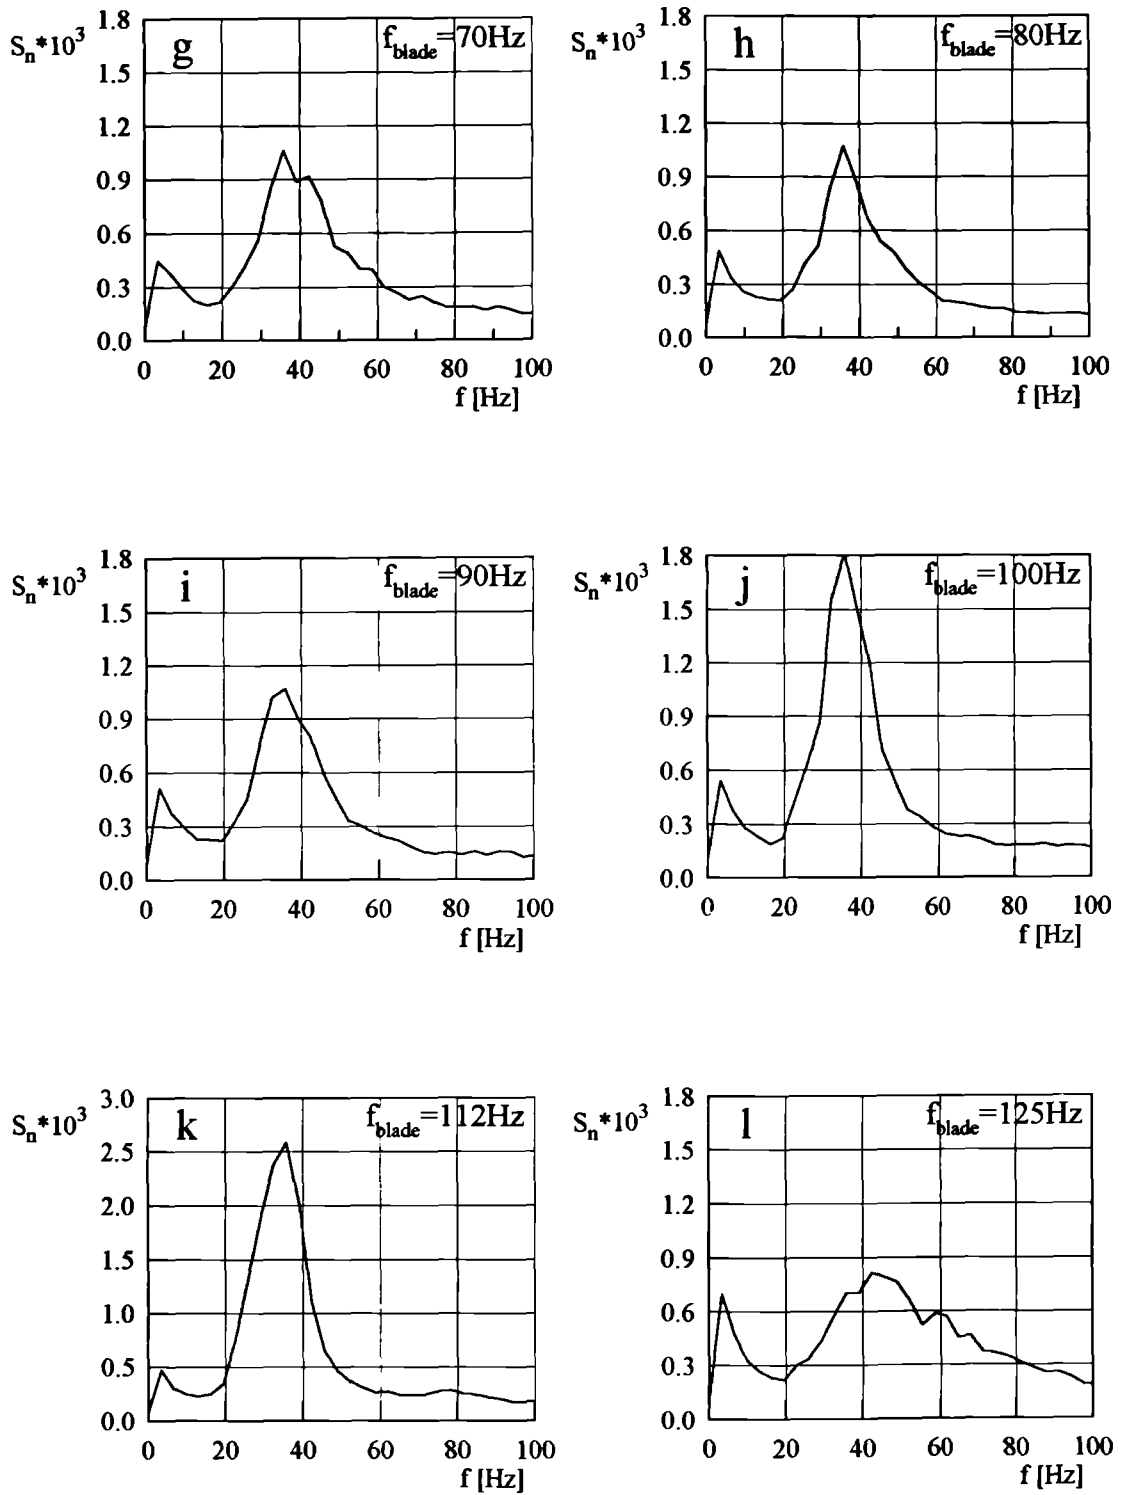 1.8
S_n*10^3 g f_blade=70Hz
1.5
1.2
0.9
0.6
0.3
0.0
0 20 40 60 80 100
f [Hz]
1.8
S_n*10^3 h f_blade=80Hz
1.5
1.2
0.9
0.6
0.3
0.0
0 20 40 60 80 100
f [Hz]
1.8
S_n*10^3 i f_blade=90Hz
1.5
1.2
0.9
0.6
0.3
0.0
0 20 40 60 80 100
f [Hz]
1.8
S_n*10^3 j f_blade=100Hz
1.5
1.2
0.9
0.6
0.3
0.0
0 20 40 60 80 100
f [Hz]
3.0
S_n*10^3 k f_blade=112Hz
2.5
2.0
1.5
1.0
0.5
0.0
0 20 40 60 80 100
f [Hz]
1.8
S_n*10^3 l f_blade=125Hz
1.5
1.2
0.9
0.6
0.3
0.0
0 20 40 60 80 100
f [Hz]